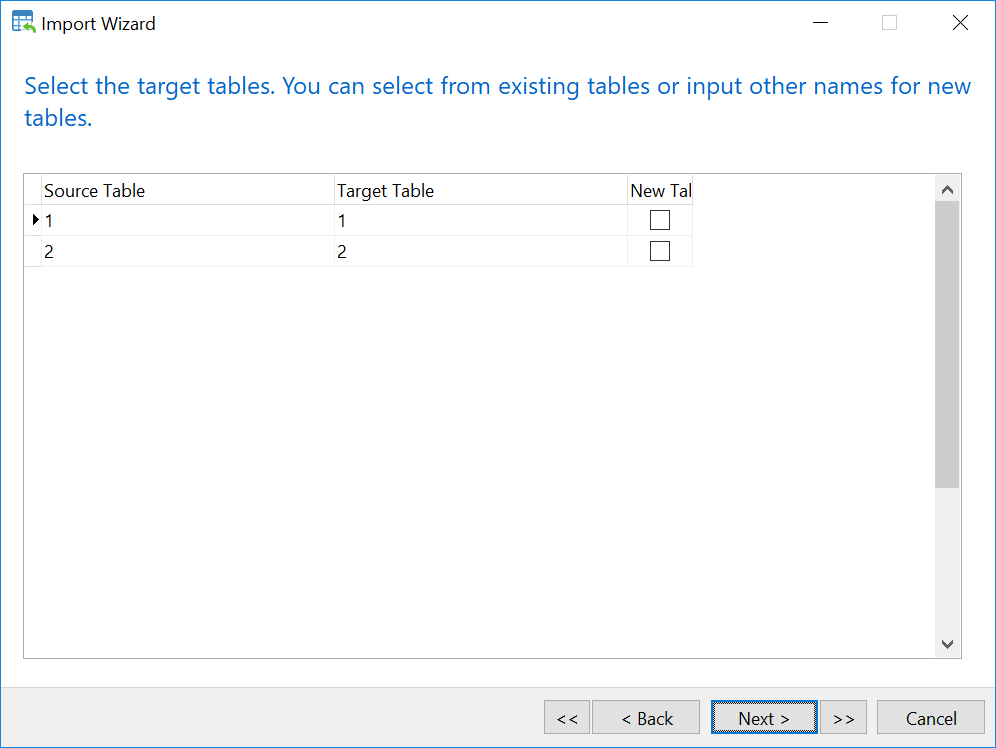 Import Wizard
Select the target tables. You can select from existing tables or input other names for new
tables.
Source Table Target Table New Tal
1 1
2 2
<< < Back Next > >> Cancel